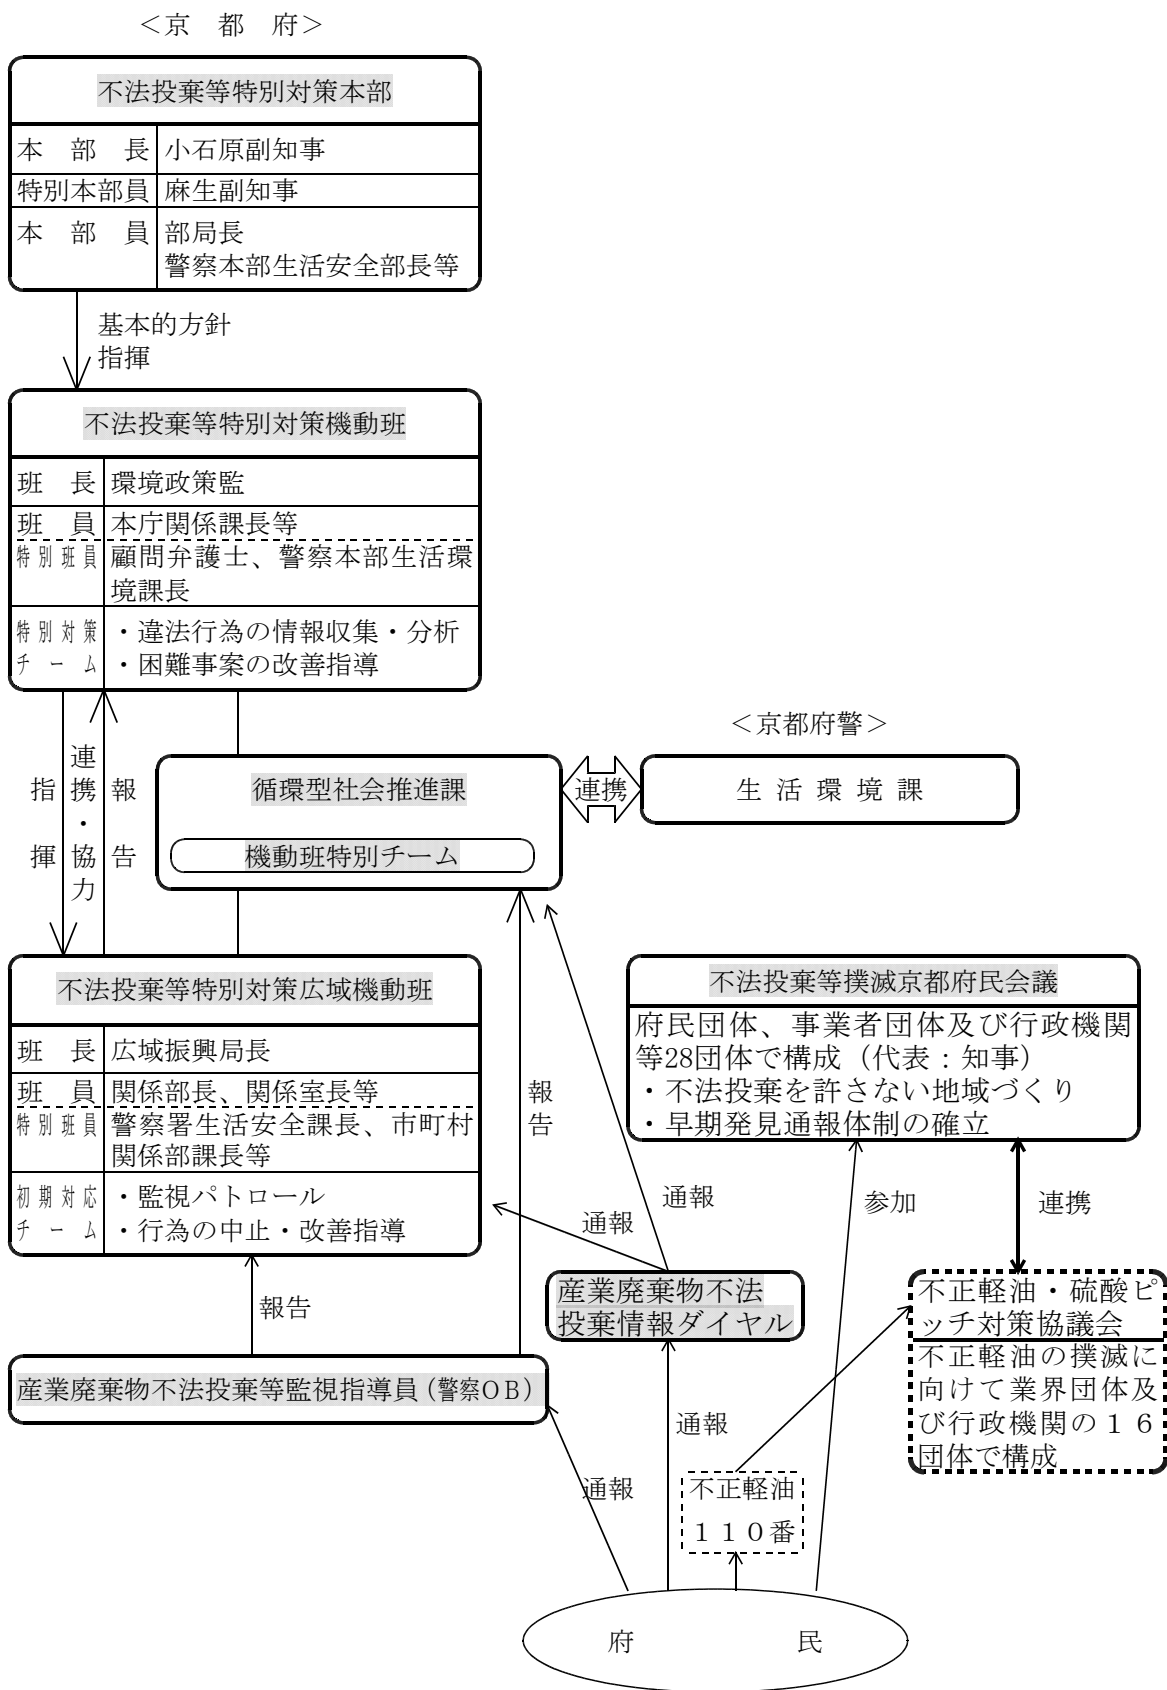 ＜京　都　府＞
不法投棄等特別対策本部
本　部　長 小石原副知事
特別本部員 麻生副知事
本　部　員 部局長
警察本部生活安全部長等
基本的方針
指揮
不法投棄等特別対策機動班
班　長 環境政策監
班　員 本庁関係課長等
特別班員 顧問弁護士、警察本部生活環
境課長
特別対策 ・違法行為の情報収集・分析
チーム ・困難事案の改善指導
指揮
連携・協力
報告
循環型社会推進課
機動班特別チーム
連携
＜京都府警＞
生活環境課
不法投棄等特別対策広域機動班
班　長 広域振興局長
班　員 関係部長、関係室長等
特別班員 警察署生活安全課長、市町村
関係部課長等
初期対応 ・監視パトロール
チーム ・行為の中止・改善指導
報告
不法投棄等撲滅京都府民会議
府民団体、事業者団体及び行政機関
等28団体で構成（代表：知事）
・不法投棄を許さない地域づくり
・早期発見通報体制の確立
通報
通報
参加
連携
報告
産業廃棄物不法
投棄情報ダイヤル
不正軽油・硫酸ピ
ッチ対策協議会
不正軽油の撲滅に
向けて業界団体及
び行政機関の１６
団体で構成
産業廃棄物不法投棄等監視指導員（警察ＯＢ）
通報
通報
不正軽油
１１０番
府　民